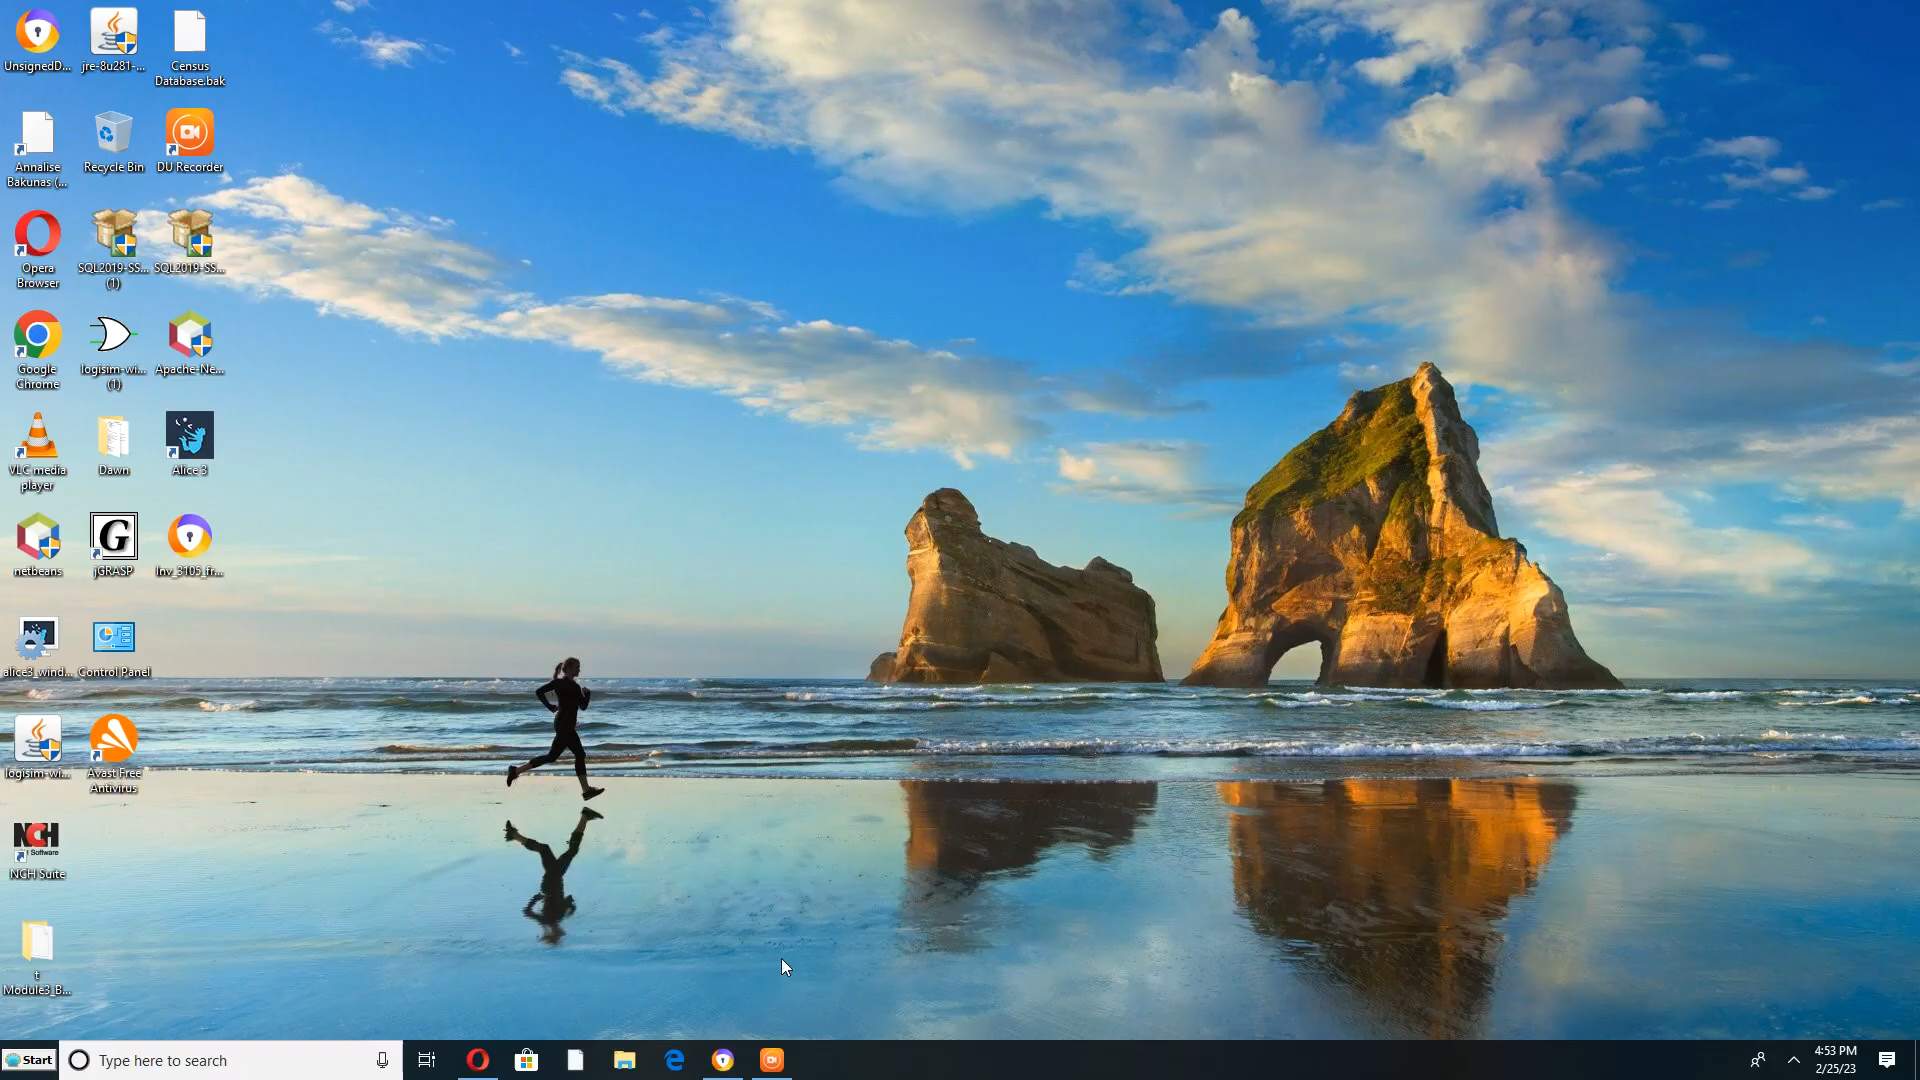 UnsignedD...
jre-8u281-...
Census
Database.bak
Annalise
Bakunas (...
Recycle Bin
DU Recorder
Opera
Browser
SQL2019-SS...
(1)
SQL2019-SS...
Google
Chrome
logisim-wi...
(1)
Apache-Ne...
VLC media
player
Dawn
Alice 3
netbeans
G
jGRASP
Inv_3105_fr...
alice3_wind...
Control Panel
logisim-wi...
Avast Free
Antivirus
NCH
Software
NCH Suite
t
Module3_B...
Start
Type here to search
4:53 PM
2/25/23